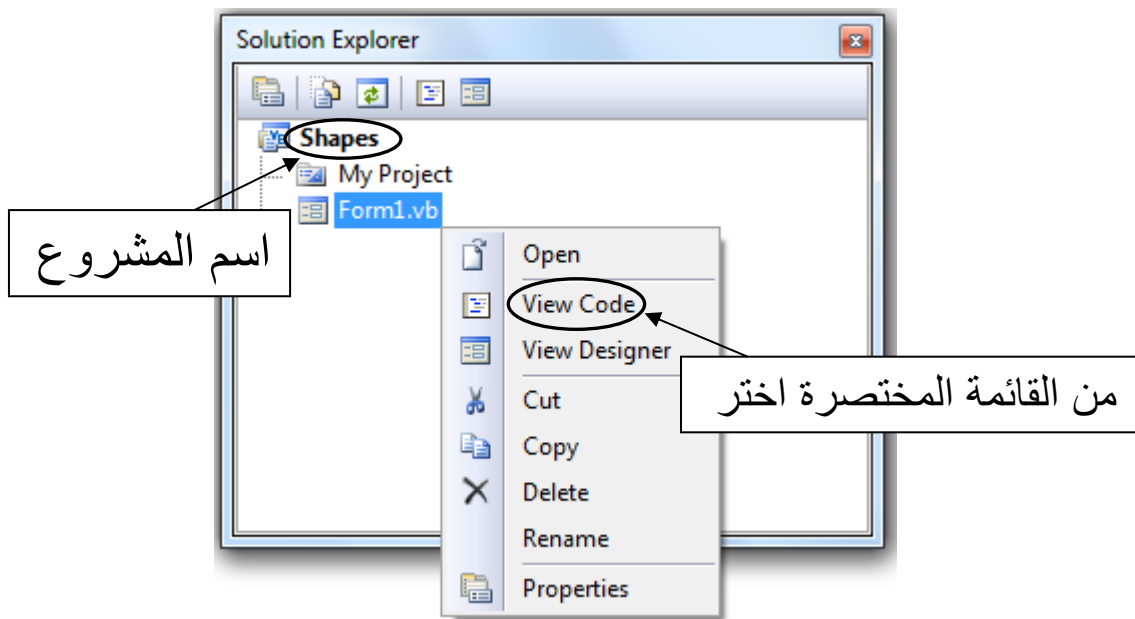 Solution Explorer
Shapes
My Project
Form1.vb
اسم المشروع
Open
View Code
View Designer
من القائمة المختصرة اختر
Cut
Copy
Delete
Rename
Properties